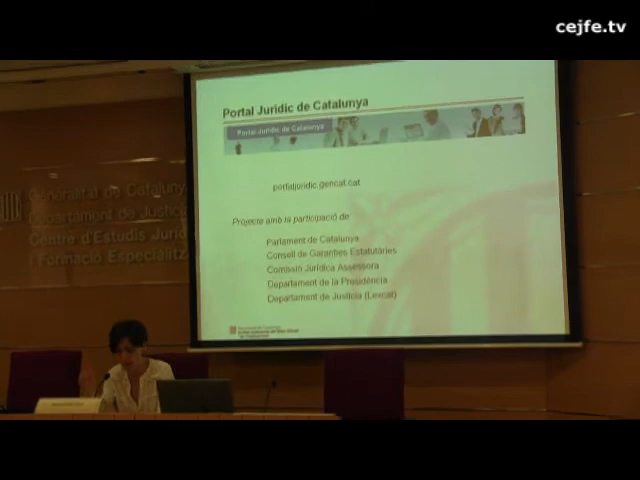 cejfe.tv
Portal Jurídic de Catalunya
Portal Jurídic de Catalunya
portaljuridic.gencat.cat
Projecte amb la participació de
Parlament de Catalunya
Consell de Garanties Estatutàries
Comissió Jurídica Assessora
Departament de la Presidència
Departament de Justícia (Lexcat)
Generalitat de Catalunya
Departament de Justícia
Centre d'Estudis Jurídi
i Formació Especialitz